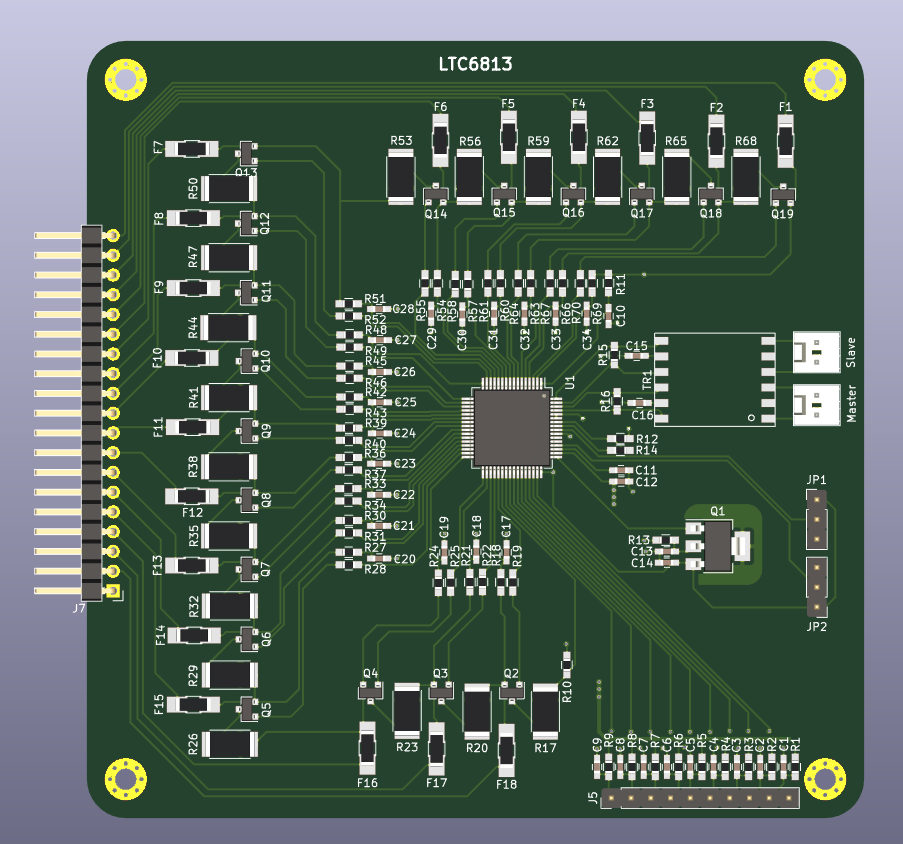 LTC6813
F6 F5 F4 F3 F2 F1
R53 R56 R59 R62 R65 R68
Q14 Q15 Q16 Q17 Q18 Q19
F7 Q13
R50
F8 Q12
R47
F9 Q11
R44
F10 Q10
R41
F11 Q9
R38
F12 Q8
R35
F13 Q7
R32
F14 Q6
R29
F15 Q5
R26
J7
R55 R54 R58 R57 R61 R60 R64 R63 R67 R66 R70 R69 R11
C29 C30 C31 C32 C33 C34 C10
R51 C28
R52
R48 C27
R49
R45 C26
R46
R42 C25
R43
R39 C24
R40
R36 C23
R37
R33 C22
R34
R30 C21
R31
R27 C20
R28
U1
R15 C15
R16 C16
TR1
Slave
Master
R12
R14
C11
C12
JP1
Q1
R13
C13
C14
JP2
C19 C18 C17
R24 R25 R21 R22 R18 R19
Q4 Q3 Q2
R10
R23 R20 R17
F16 F17 F18
C9 R9 C8 R8 C7 R7 C6 R6 C5 R5 C4 R4 C3 R3 C2 R2 C1 R1
J5